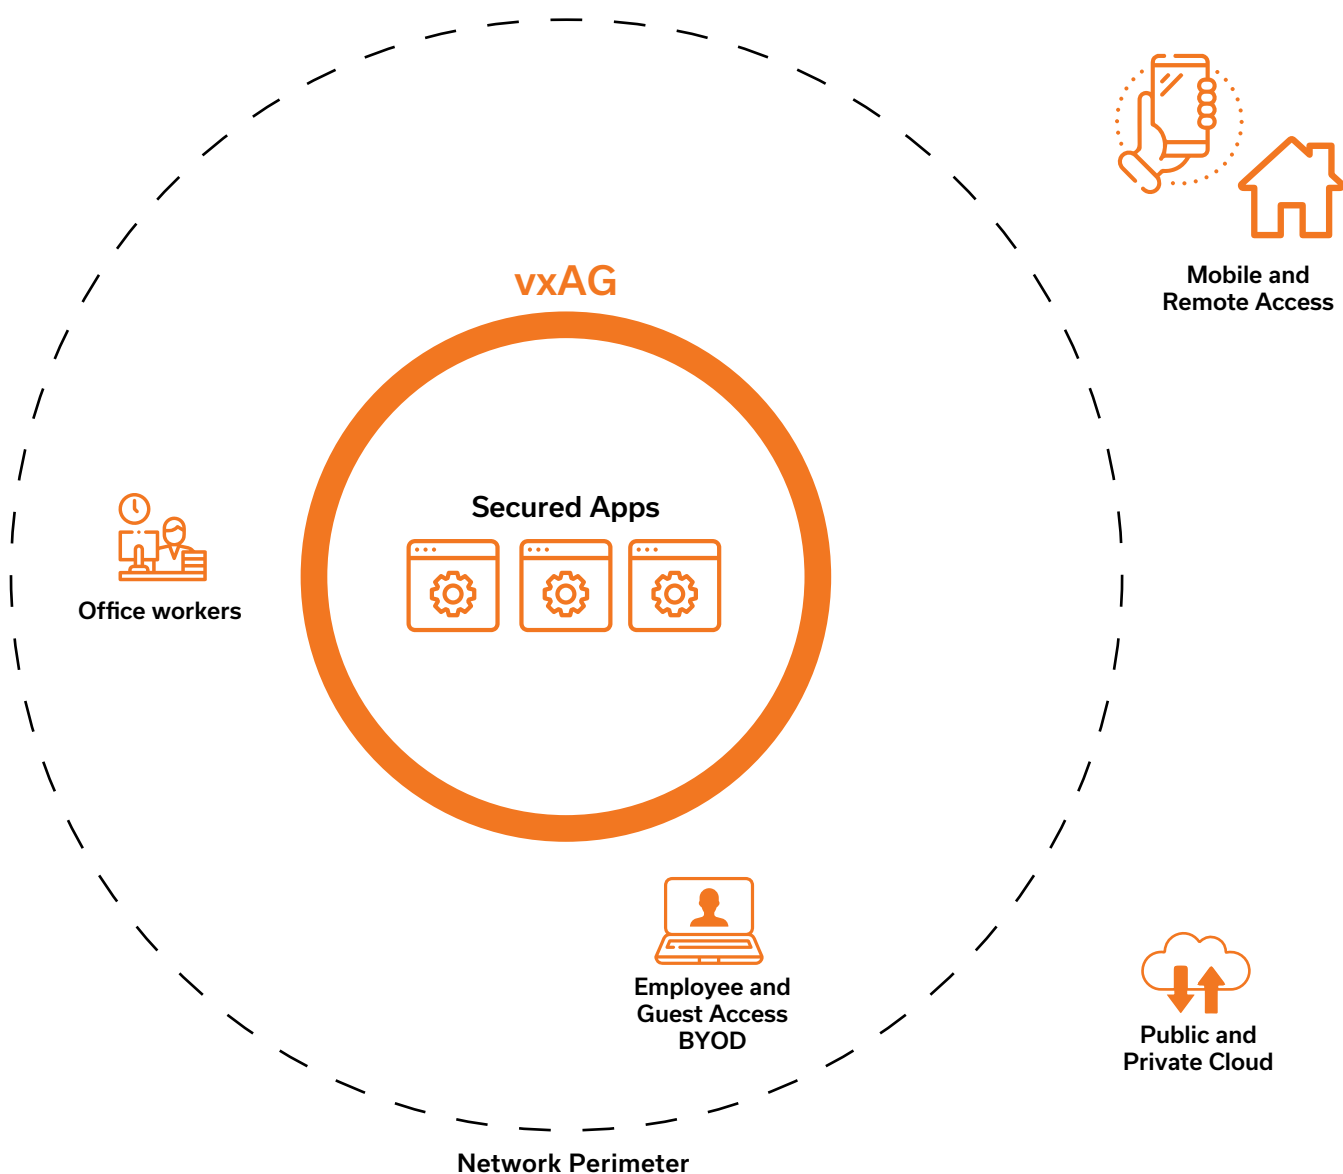 Mobile and
Remote Access
vxAG
Secured Apps
Office workers
Employee and
Guest Access
BYOD
Public and
Private Cloud
Network Perimeter